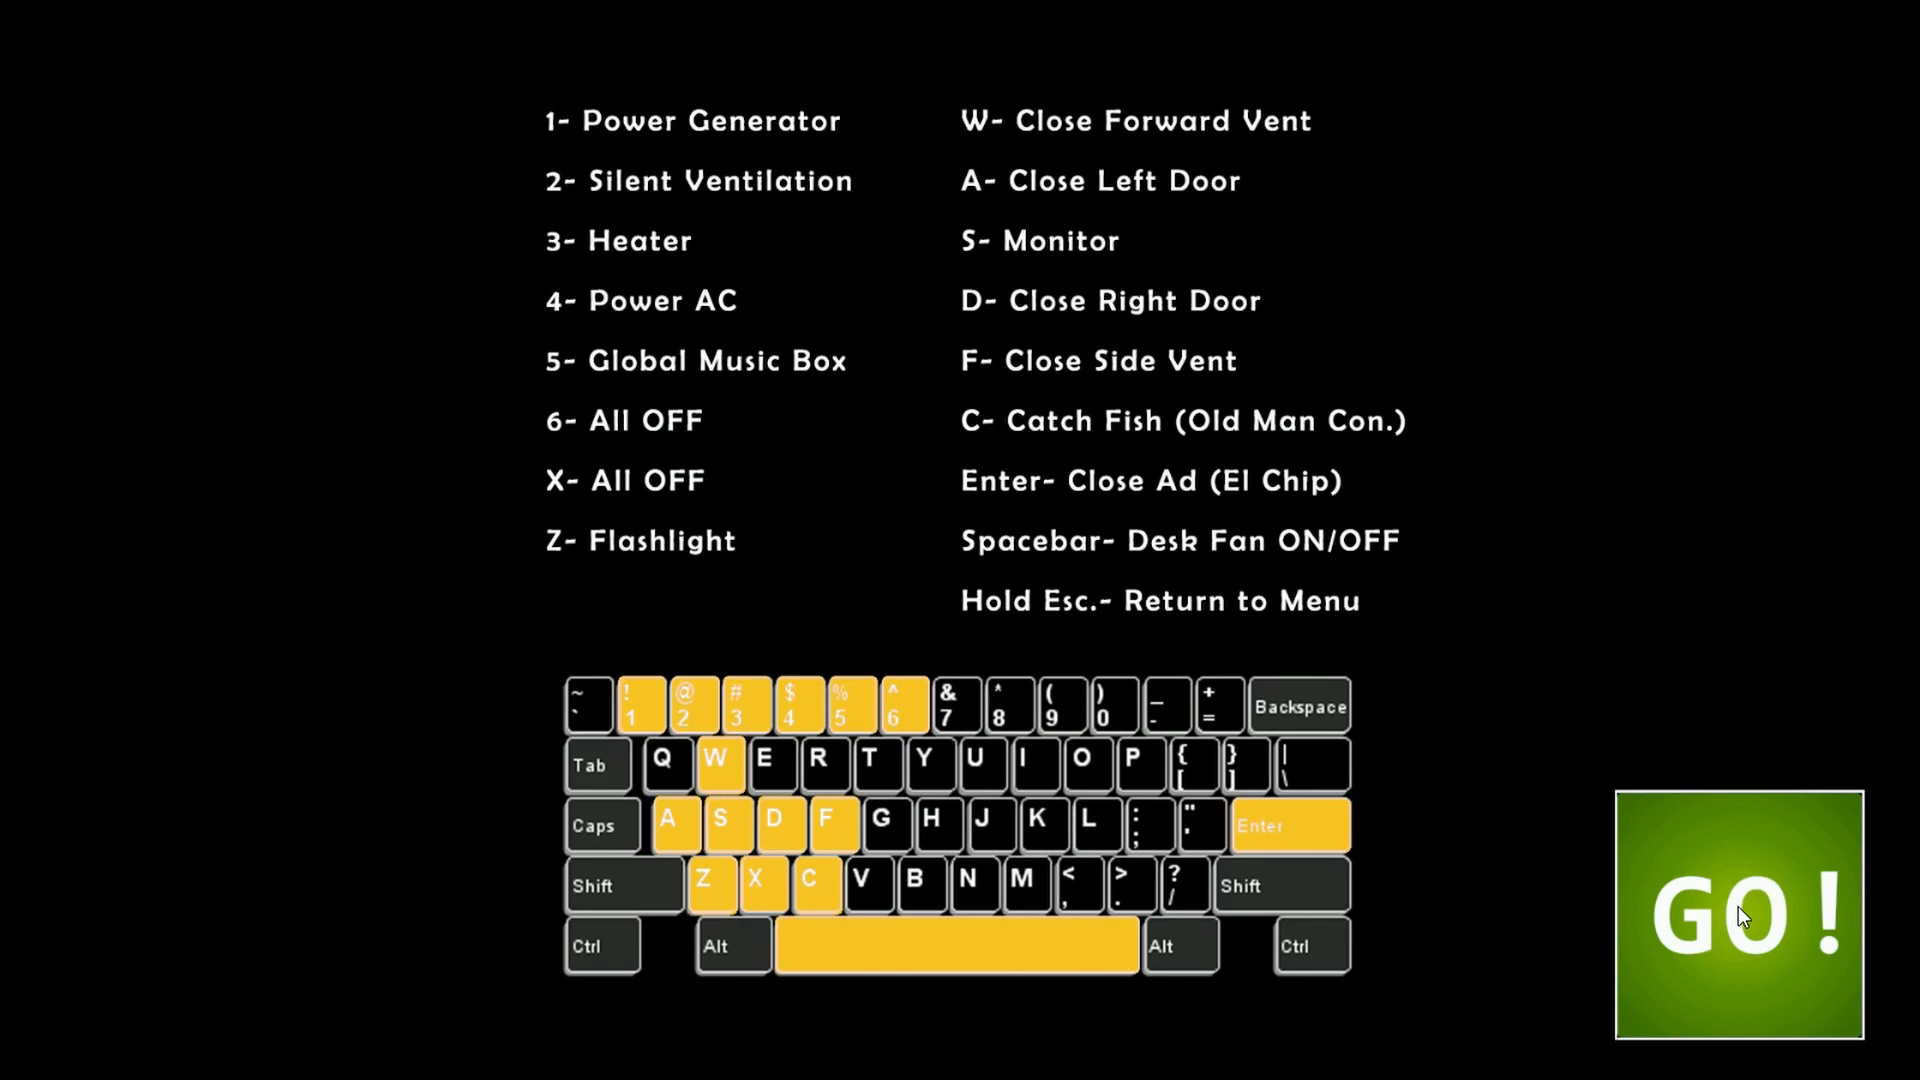 1- Power Generator
2- Silent Ventilation
3- Heater
4- Power AC
5- Global Music Box
6- All OFF
X- All OFF
Z- Flashlight
W- Close Forward Vent
A- Close Left Door
S- Monitor
D- Close Right Door
F- Close Side Vent
C- Catch Fish (Old Man Con.)
Enter- Close Ad (El Chip)
Spacebar- Desk Fan ON/OFF
Hold Esc.- Return to Menu
~ ! @ # $ % ^ & * ( ) _ +
` 1 2 3 4 5 6 7 8 9 0 - = Backspace
Tab Q W E R T Y U I O P { [ } ] | \
Caps A S D F G H J K L : ; " ' Enter
Shift Z X C V B N M < , > . ? / Shift
Ctrl Alt Alt Ctrl
GO!